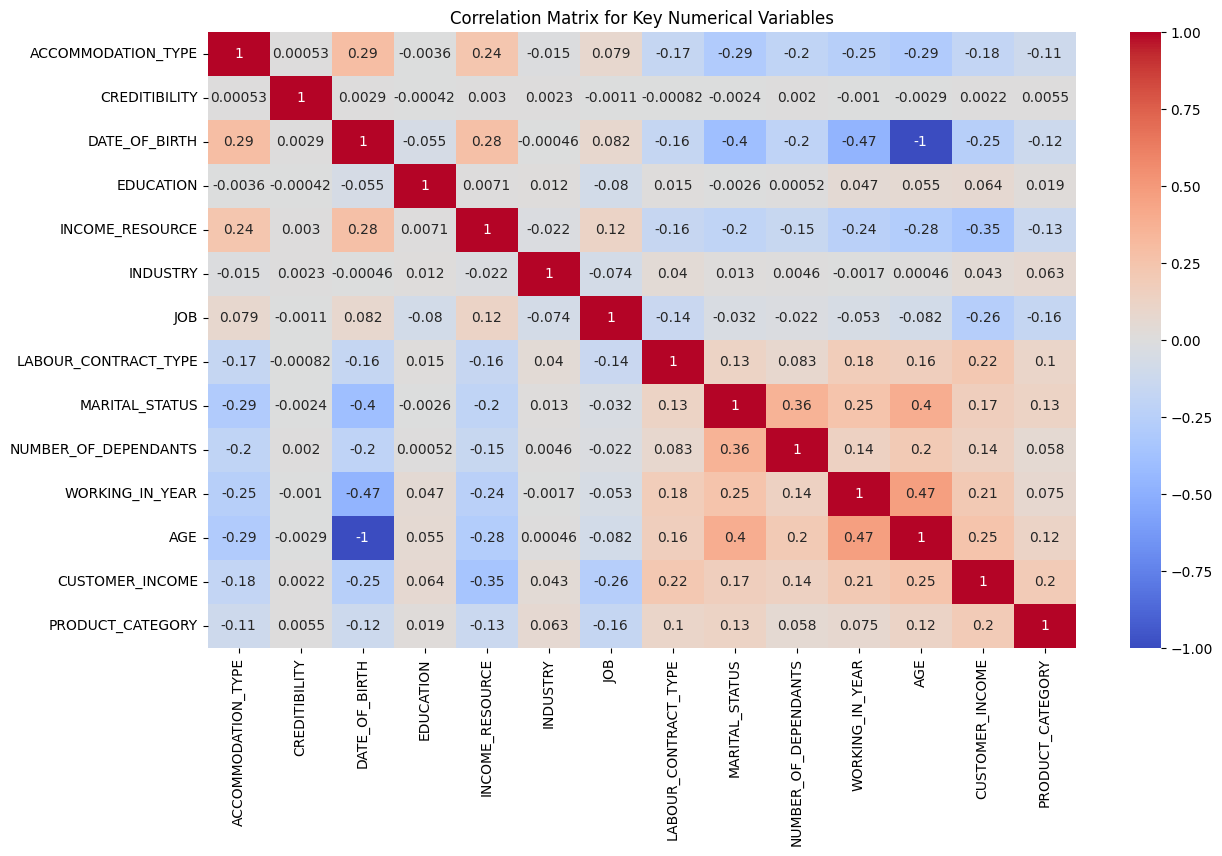 Correlation Matrix for Key Numerical Variables
ACCOMMODATION_TYPE 1 0.00053 0.29 -0.0036 0.24 -0.015 0.079 -0.17 -0.29 -0.2 -0.25 -0.29 -0.18 -0.11
CREDITIBILITY 0.00053 1 0.0029 -0.00042 0.003 0.0023 -0.0011 -0.00082 -0.0024 0.002 -0.001 -0.0029 0.0022 0.0055
DATE_OF_BIRTH 0.29 0.0029 1 -0.055 0.28 -0.00046 0.082 -0.16 -0.4 -0.2 -0.47 -1 -0.25 -0.12
EDUCATION -0.0036 -0.00042 -0.055 1 0.0071 0.012 -0.08 0.015 -0.0026 0.00052 0.047 0.055 0.064 0.019
INCOME_RESOURCE 0.24 0.003 0.28 0.0071 1 -0.022 0.12 -0.16 -0.2 -0.15 -0.24 -0.28 -0.35 -0.13
INDUSTRY -0.015 0.0023 -0.00046 0.012 -0.022 1 -0.074 0.04 0.013 0.0046 -0.0017 0.00046 0.043 0.063
JOB 0.079 -0.0011 0.082 -0.08 0.12 -0.074 1 -0.14 -0.032 -0.022 -0.053 -0.082 -0.26 -0.16
LABOUR_CONTRACT_TYPE -0.17 -0.00082 -0.16 0.015 -0.16 0.04 -0.14 1 0.13 0.083 0.18 0.16 0.22 0.1
MARITAL_STATUS -0.29 -0.0024 -0.4 -0.0026 -0.2 0.013 -0.032 0.13 1 0.36 0.25 0.4 0.17 0.13
NUMBER_OF_DEPENDANTS -0.2 0.002 -0.2 0.00052 -0.15 0.0046 -0.022 0.083 0.36 1 0.14 0.2 0.14 0.058
WORKING_IN_YEAR -0.25 -0.001 -0.47 0.047 -0.24 -0.0017 -0.053 0.18 0.25 0.14 1 0.47 0.21 0.075
AGE -0.29 -0.0029 -1 0.055 -0.28 0.00046 -0.082 0.16 0.4 0.2 0.47 1 0.25 0.12
CUSTOMER_INCOME -0.18 0.0022 -0.25 0.064 -0.35 0.043 -0.26 0.22 0.17 0.14 0.21 0.25 1 0.2
PRODUCT_CATEGORY -0.11 0.0055 -0.12 0.019 -0.13 0.063 -0.16 0.1 0.13 0.058 0.075 0.12 0.2 1
ACCOMMODATION_TYPE
CREDITIBILITY
DATE_OF_BIRTH
EDUCATION
INCOME_RESOURCE
INDUSTRY
JOB
LABOUR_CONTRACT_TYPE
MARITAL_STATUS
NUMBER_OF_DEPENDANTS
WORKING_IN_YEAR
AGE
CUSTOMER_INCOME
PRODUCT_CATEGORY
1.00
0.75
0.50
0.25
0.00
−0.25
−0.50
−0.75
−1.00